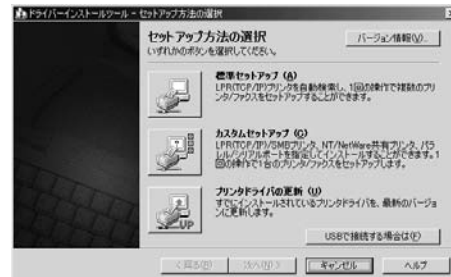 ドライバーインストールツール - セットアップ方法の選択
セットアップ方法の選択
いずれかのボタンを選択してください。
バージョン情報(V)...
標準セットアップ (A)
LPR(TCP/IP)プリンタを自動検索し、1回の操作で複数のプリ
ンタ/ファクスをセットアップすることができます。
カスタムセットアップ (C)
LPR(TCP/IP)/SMBプリンタ、NT/NetWare共有プリンタ、パラ
レル/シリアルポートを指定してインストールすることができます。1
回の操作で1台のプリンタ/ファクスをセットアップします。
プリンタドライバの更新 (U)
すでにインストールされているプリンタドライバを、最新のバージョ
ンに更新します。
UP
USBで接続する場合は(F)
< 戻る(B)
次へ(N) >
キャンセル
ヘルプ